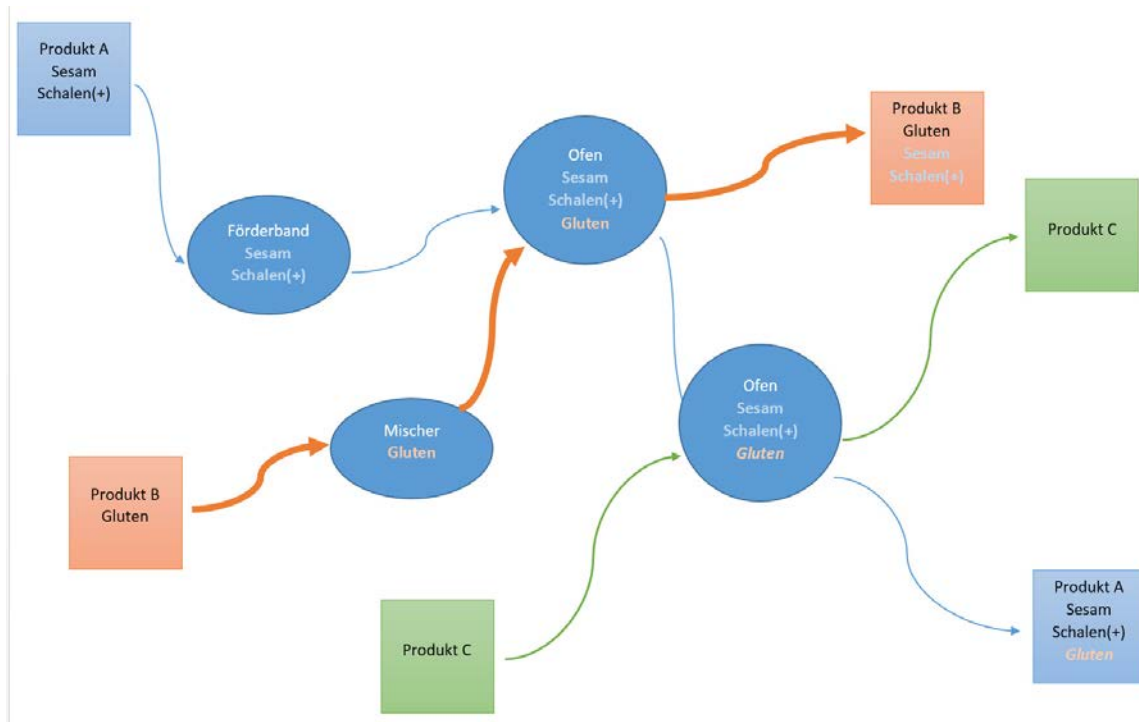 Produkt A
Sesam
Schalen(+)
Förderband
Sesam
Schalen(+)
Ofen
Sesam
Schalen(+)
Gluten
Produkt B
Gluten
Sesam
Schalen(+)
Produkt C
Mischer
Gluten
Ofen
Sesam
Schalen(+)
Gluten
Produkt B
Gluten
Produkt C
Produkt A
Sesam
Schalen(+)
Gluten